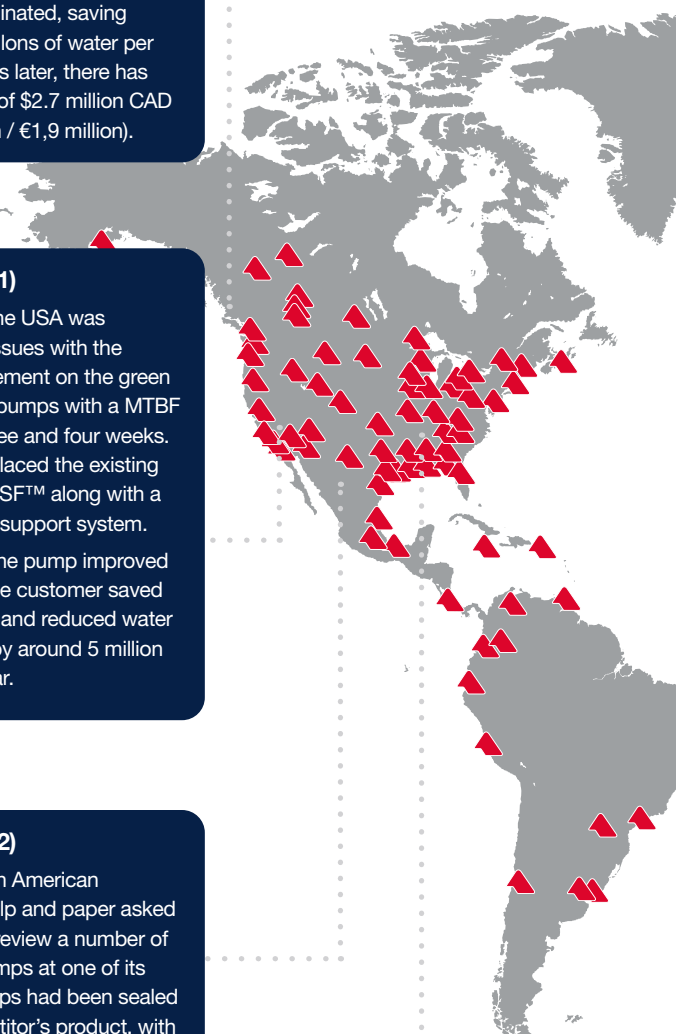 inated, saving
lons of water per
s later, there has
of $2.7 million CAD
/ €1,9 million).
1)
he USA was
ssues with the
ement on the green
pumps with a MTBF
ee and four weeks.
laced the existing
SF™ along with a
support system.
he pump improved
e customer saved
and reduced water
by around 5 million
ar.
2)
n American
lp and paper asked
review a number of
mps at one of its
ps had been sealed
titor's product, with